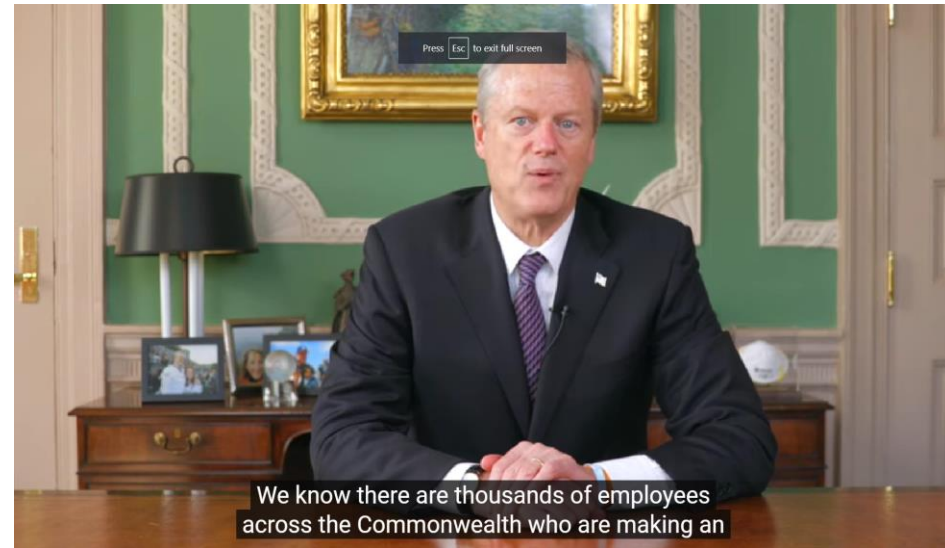 Press Esc to exit full screen
We know there are thousands of employees
across the Commonwealth who are making an